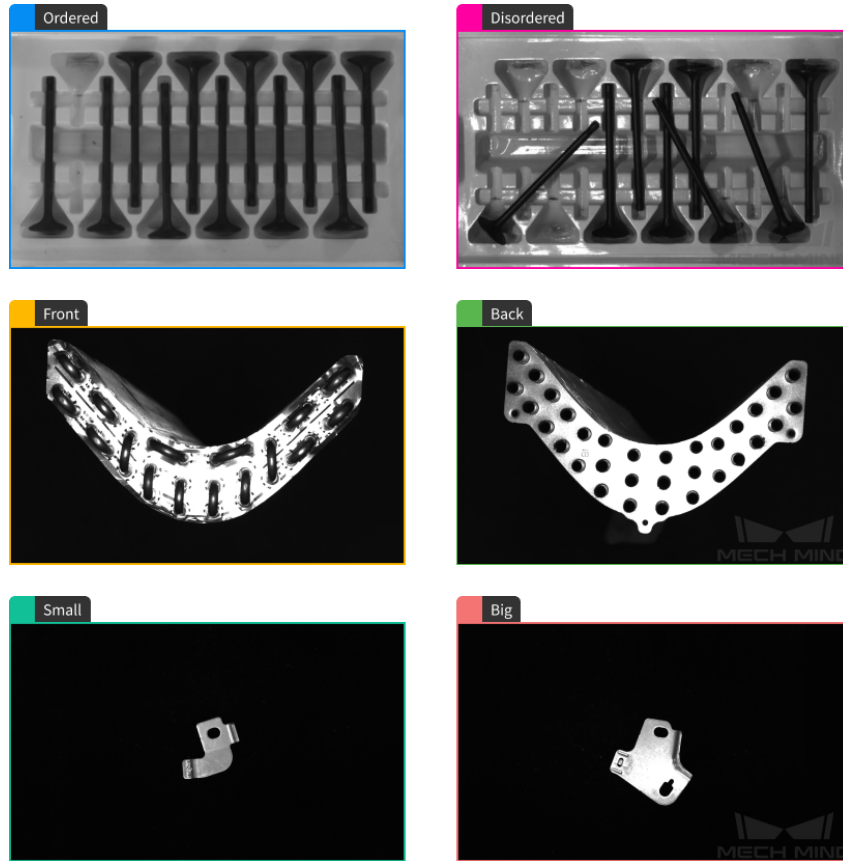 Ordered
Disordered
Front
Back
MECH MIND
Small
Big
MECH MIND